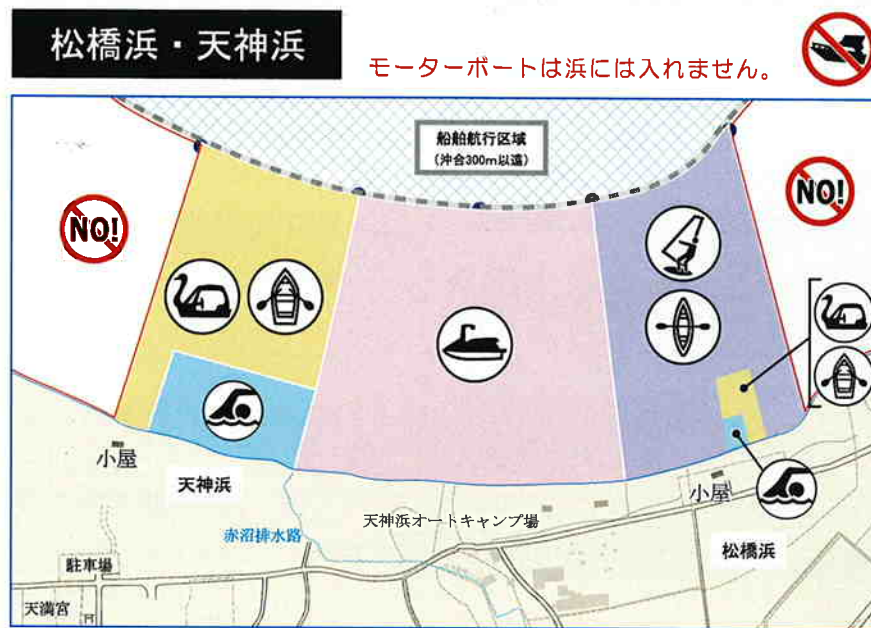 松橋浜・天神浜
モーターボートは浜には入れません。
船舶航行区域
(沖合300m以遠)
NO!
NO!
小屋
天神浜
赤沼排水路
天神浜オートキャンプ場
小屋
松橋浜
駐車場
天満宮